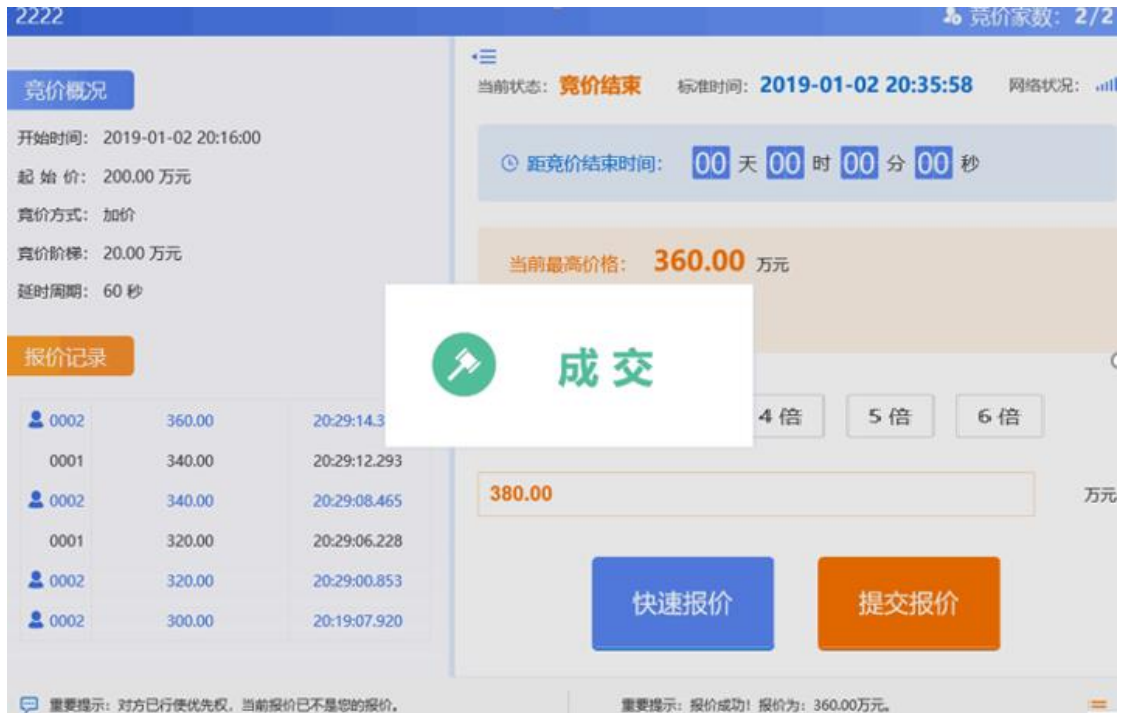 2222
竞价家数：2/2
竞价概况
开始时间：2019-01-02 20:16:00
起 始 价：200.00 万元
竞价方式：加价
竞价阶梯：20.00 万元
延时周期：60 秒
报价记录
0002 360.00 20:29:14.3
0001 340.00 20:29:12.293
0002 340.00 20:29:08.465
0001 320.00 20:29:06.228
0002 320.00 20:29:00.853
0002 300.00 20:19:07.920
当前状态：竞价结束 标准时间：2019-01-02 20:35:58 网络状况：
距竞价结束时间：00 天 00 时 00 分 00 秒
当前最高价格：360.00 万元
成交
4 倍 5 倍 6 倍
380.00 万元
快速报价 提交报价
重要提示：对方已行使优先权，当前报价已不是您的报价。
重要提示：报价成功！报价为：360.00万元。